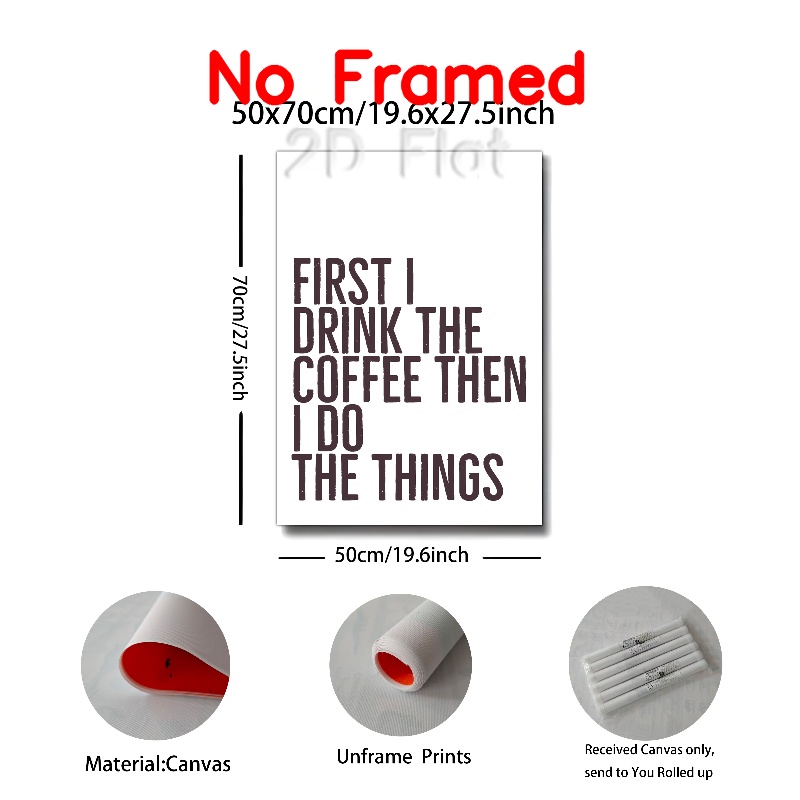 No Framed
50x70cm/19.6x27.5inch
2D Flat
70cm/27.5inch
FIRST I
DRINK THE
COFFEE THEN
I DO
THE THINGS
50cm/19.6inch
Material:Canvas
Unframe Prints
Received Canvas only,
send to You Rolled up